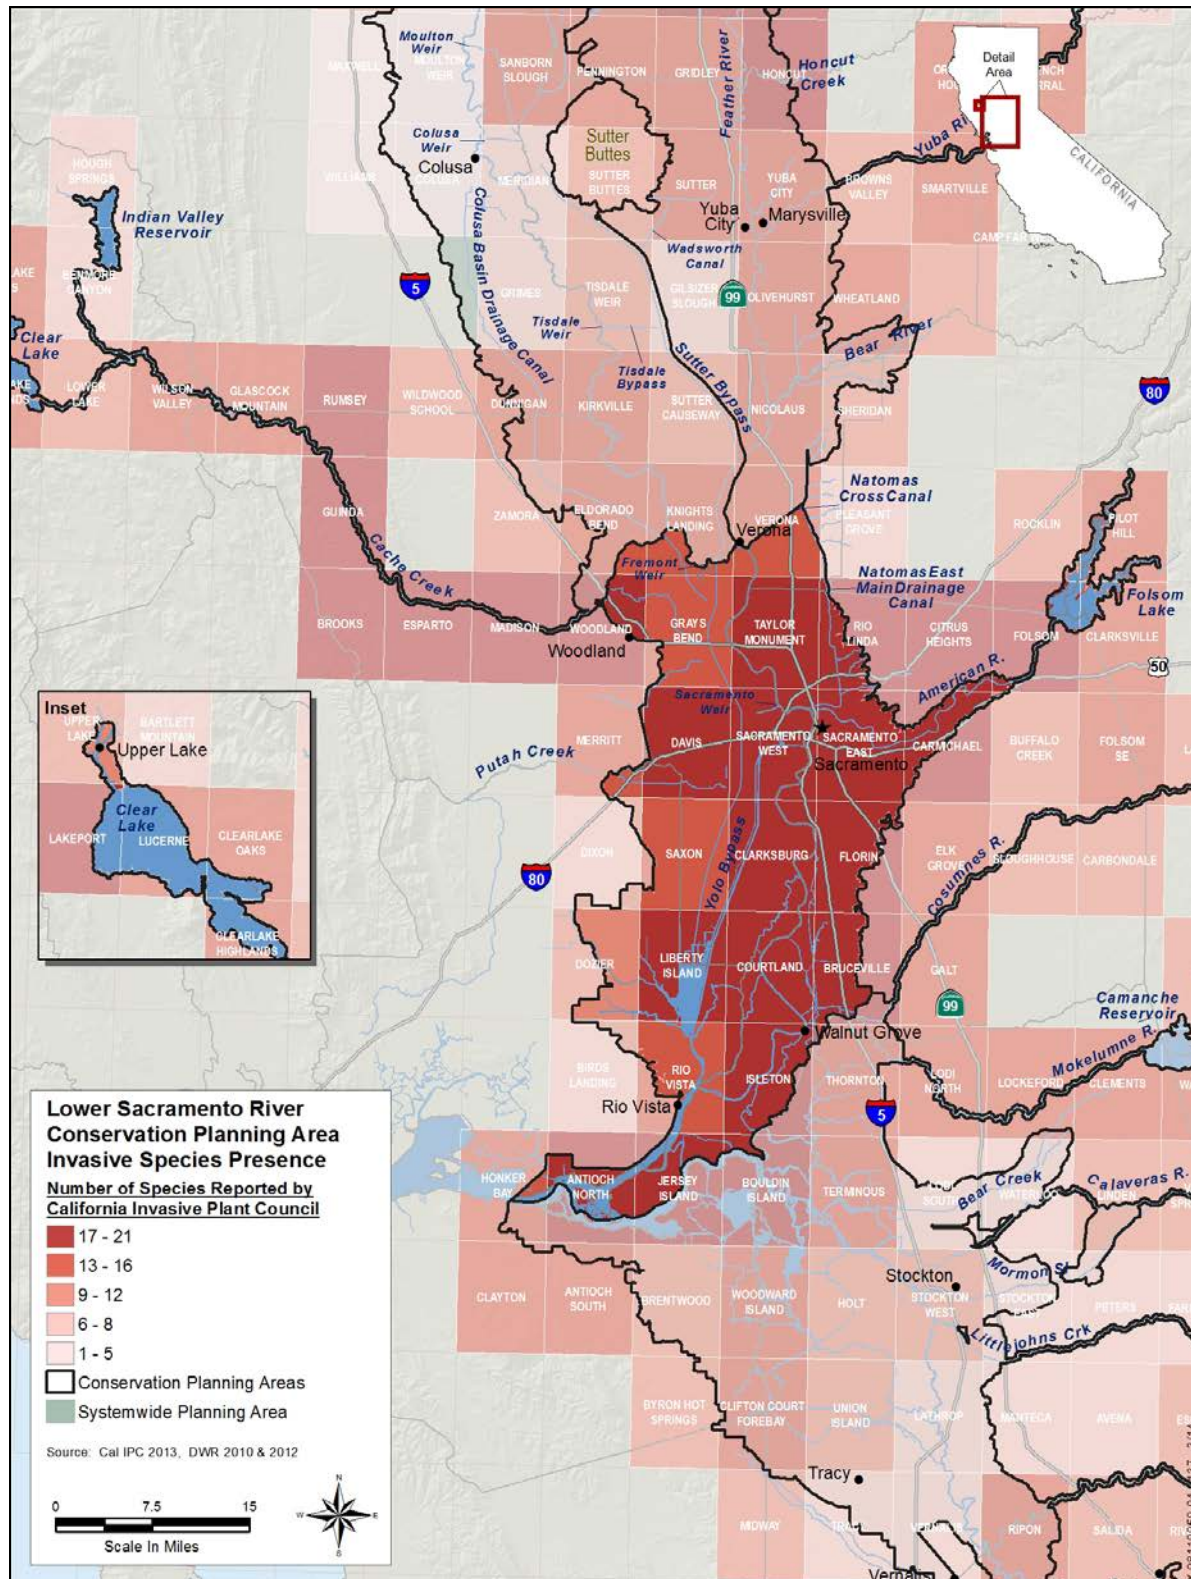 Moulton
Weir
MAXWELL
MOULTON
WEIR
SANBORN
SLOUGH
PENNINGTON
GRIDLEY
HONCUT
Feather River
Honcut
Creek
Detail
Area
CALIFORNIA
Yuba Ri
HOUGH
SPRINGS
Indian Valley
Reservoir
Colusa
Weir
Colusa
WILLIAMS
COLUSA
MERIDIAN
Sutter
Buttes
SUTTER
BUTTES
SUTTER
YUBA
CITY
BROWNS
VALLEY
SMARTVILLE
Yuba
City
Marysville
Wadsworth
Canal
CAMP FAR
BENMORE
CANYON
Colusa Basin Drainage Canal
5
GRIMES
TISDALE
WEIR
GILSIZER
SLOUGH
99
OLIVEHURST
WHEATLAND
Clear
Lake
Tisdale
Weir
Tisdale
Bypass
Sutter Bypass
Bear River
80
LOWER
LAKE
WILSON
VALLEY
GLASCOCK
MOUNTAIN
RUMSEY
WILDWOOD
SCHOOL
DUNNIGAN
KIRKVILLE
SUTTER
CAUSEWAY
NICOLAUS
SHERIDAN
Natomas
Cross Canal
GUINDA
ZAMORA
ELDORADO
BEND
KNIGHTS
LANDING
VERONA
PLEASANT
GROVE
ROCKLIN
PILOT
HILL
Verona
Cache Creek
Fremont
Weir
Natomas East
Main Drainage
Canal
Folsom
Lake
BROOKS
ESPARTO
MADISON
WOODLAND
GRAYS
BEND
TAYLOR
MONUMENT
RIO
LINDA
CITRUS
HEIGHTS
FOLSOM
CLARKSVILLE
Woodland
50
American R.
Inset
UPPER
LAKE
BARTLETT
MOUNTAIN
Upper Lake
Clear
Lake
LAKEPORT
LUCERNE
CLEARLAKE
OAKS
CLEARLAKE
HIGHLANDS
Putah Creek
MERRITT
Sacramento
Weir
DAVIS
SACRAMENTO
WEST
SACRAMENTO
EAST
Sacramento
CARMICHAEL
BUFFALO
CREEK
FOLSOM
SE
DIXON
SAXON
CLARKSBURG
FLORIN
ELK
GROVE
SLOUGHHOUSE
CARBONDALE
80
Yolo Bypass
Cosumnes R.
DOZIER
LIBERTY
ISLAND
COURTLAND
BRUCEVILLE
GALT
99
Camanche
Reservoir
Mokelumne R.
Walnut Grove
BIRDS
LANDING
RIO
VISTA
ISLETON
THORNTON
LODI
NORTH
LOCKEFORD
CLEMENTS
Rio Vista
5
HONKER
BAY
ANTIOCH
NORTH
JERSEY
ISLAND
BOULDIN
ISLAND
TERMINOUS
LODI
SOUTH
Bear Creek
WATERLOO
Calaveras R.
LINDEN
Mormon Sl.
Stockton
CLAYTON
ANTIOCH
SOUTH
BRENTWOOD
WOODWARD
ISLAND
HOLT
STOCKTON
WEST
STOCKTON
EAST
PETERS
Littlejohns Crk
BYRON HOT
SPRINGS
CLIFTON COURT
FOREBAY
UNION
ISLAND
LATHROP
MANTECA
AVENA
Tracy
MIDWAY
TRACY
VERNALIS
RIPON
SALIDA
Vernalis
Lower Sacramento River
Conservation Planning Area
Invasive Species Presence
Number of Species Reported by
California Invasive Plant Council
17 - 21
13 - 16
9 - 12
6 - 8
1 - 5
Conservation Planning Areas
Systemwide Planning Area
Source: Cal IPC 2013, DWR 2010 & 2012
0 7.5 15
Scale In Miles
N
W E
S